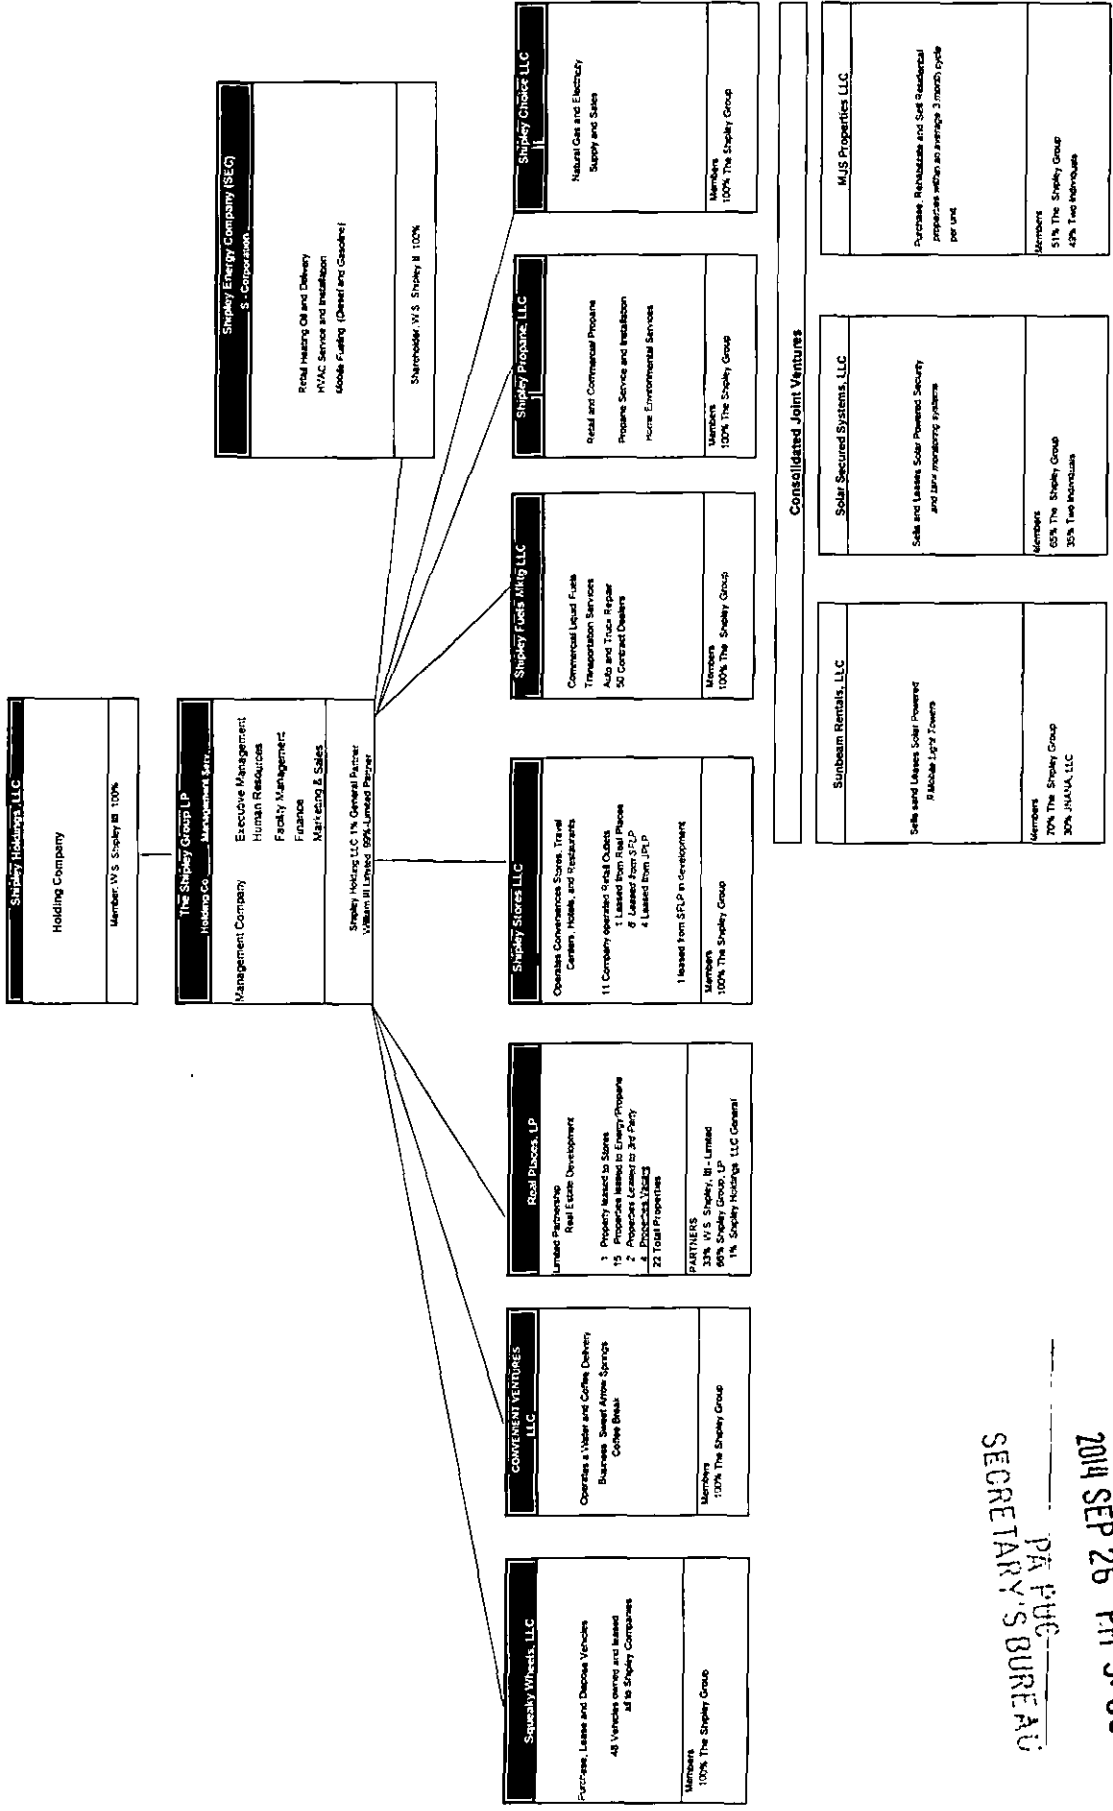 Shipley Holdings, LLC
Holding Company
Member, W S Shipley III 100%
The Shipley Group LP
Holding Co Management Serv
Management Company
Executive Management
Human Resources
Facility Management
Finance
Marketing & Sales
Shipley Holding LLC 1% General Partner
William III Limited 99%-Limited Partner
Shipley Energy Company (SEC)
S - Corporation
Retail Heating Oil and Delivery
HVAC Service and Installation
Mobile Fueling (Diesel and Gasoline)
Shareholder, W S Shipley III 100%
Squeaky Wheels, LLC
Purchase, Lease and Dispose Vehicles
48 Vehicles owned and leased
all to Shipley Companies
Members
100% The Shipley Group
CONVENIENT VENTURES
LLC
Operates a Water and Coffee Delivery
Business Sweet Arrow Springs
Coffee Break
Members
100% The Shipley Group
Real Places, LP
Limited Partnership
Real Estate Development
1 Property leased to Stores
15 Properties leased to Energy/Propane
2 Properties Leased to 3rd Party
4 Properties Vacant
22 Total Properties
PARTNERS
33% W S Shipley, III - Limited
66% Shipley Group, LP
1% Shipley Holdings LLC General
Shipley Stores LLC
Operates Conveniences Stores, Travel
Centers, Hotels, and Restaurants
11 Company operated Retail Outlets
1 Leased from Real Places
6 Leased from SFLP
4 Leased from JPLP
1 leased from SFLP in development
Members
100% The Shipley Group
Shipley Fuels Mktg LLC
Commercial Liquid Fuels
Transportation Services
Auto and Truck Repair
50 Contract Dealers
Members
100% The Shipley Group
Shipley Propane, LLC
Retail and Commercial Propane
Propane Service and Installation
Home Environmental Services
Members
100% The Shipley Group
Shipley Choice LLC
Natural Gas and Electricity
Supply and Sales
Members
100% The Shipley Group
Consolidated Joint Ventures
Sunbeam Rentals, LLC
Sells sand Leases Solar Powered
Mobile Light Towers
Members
70% The Shipley Group
30% JNANA, LLC
Solar Secured Systems, LLC
Sells and Leases Solar Powered Security
and tank monitoring systems
Members
65% The Shipley Group
35% Two Individuals
MJS Properties LLC
Purchase, Rehabilitate and Sell Residential
properties within an average 3 month cycle
per unit
Members
51% The Shipley Group
49% Two Individuals
2014 SEP 26 PM
PA PUC
SECRETARY'S BUREAU